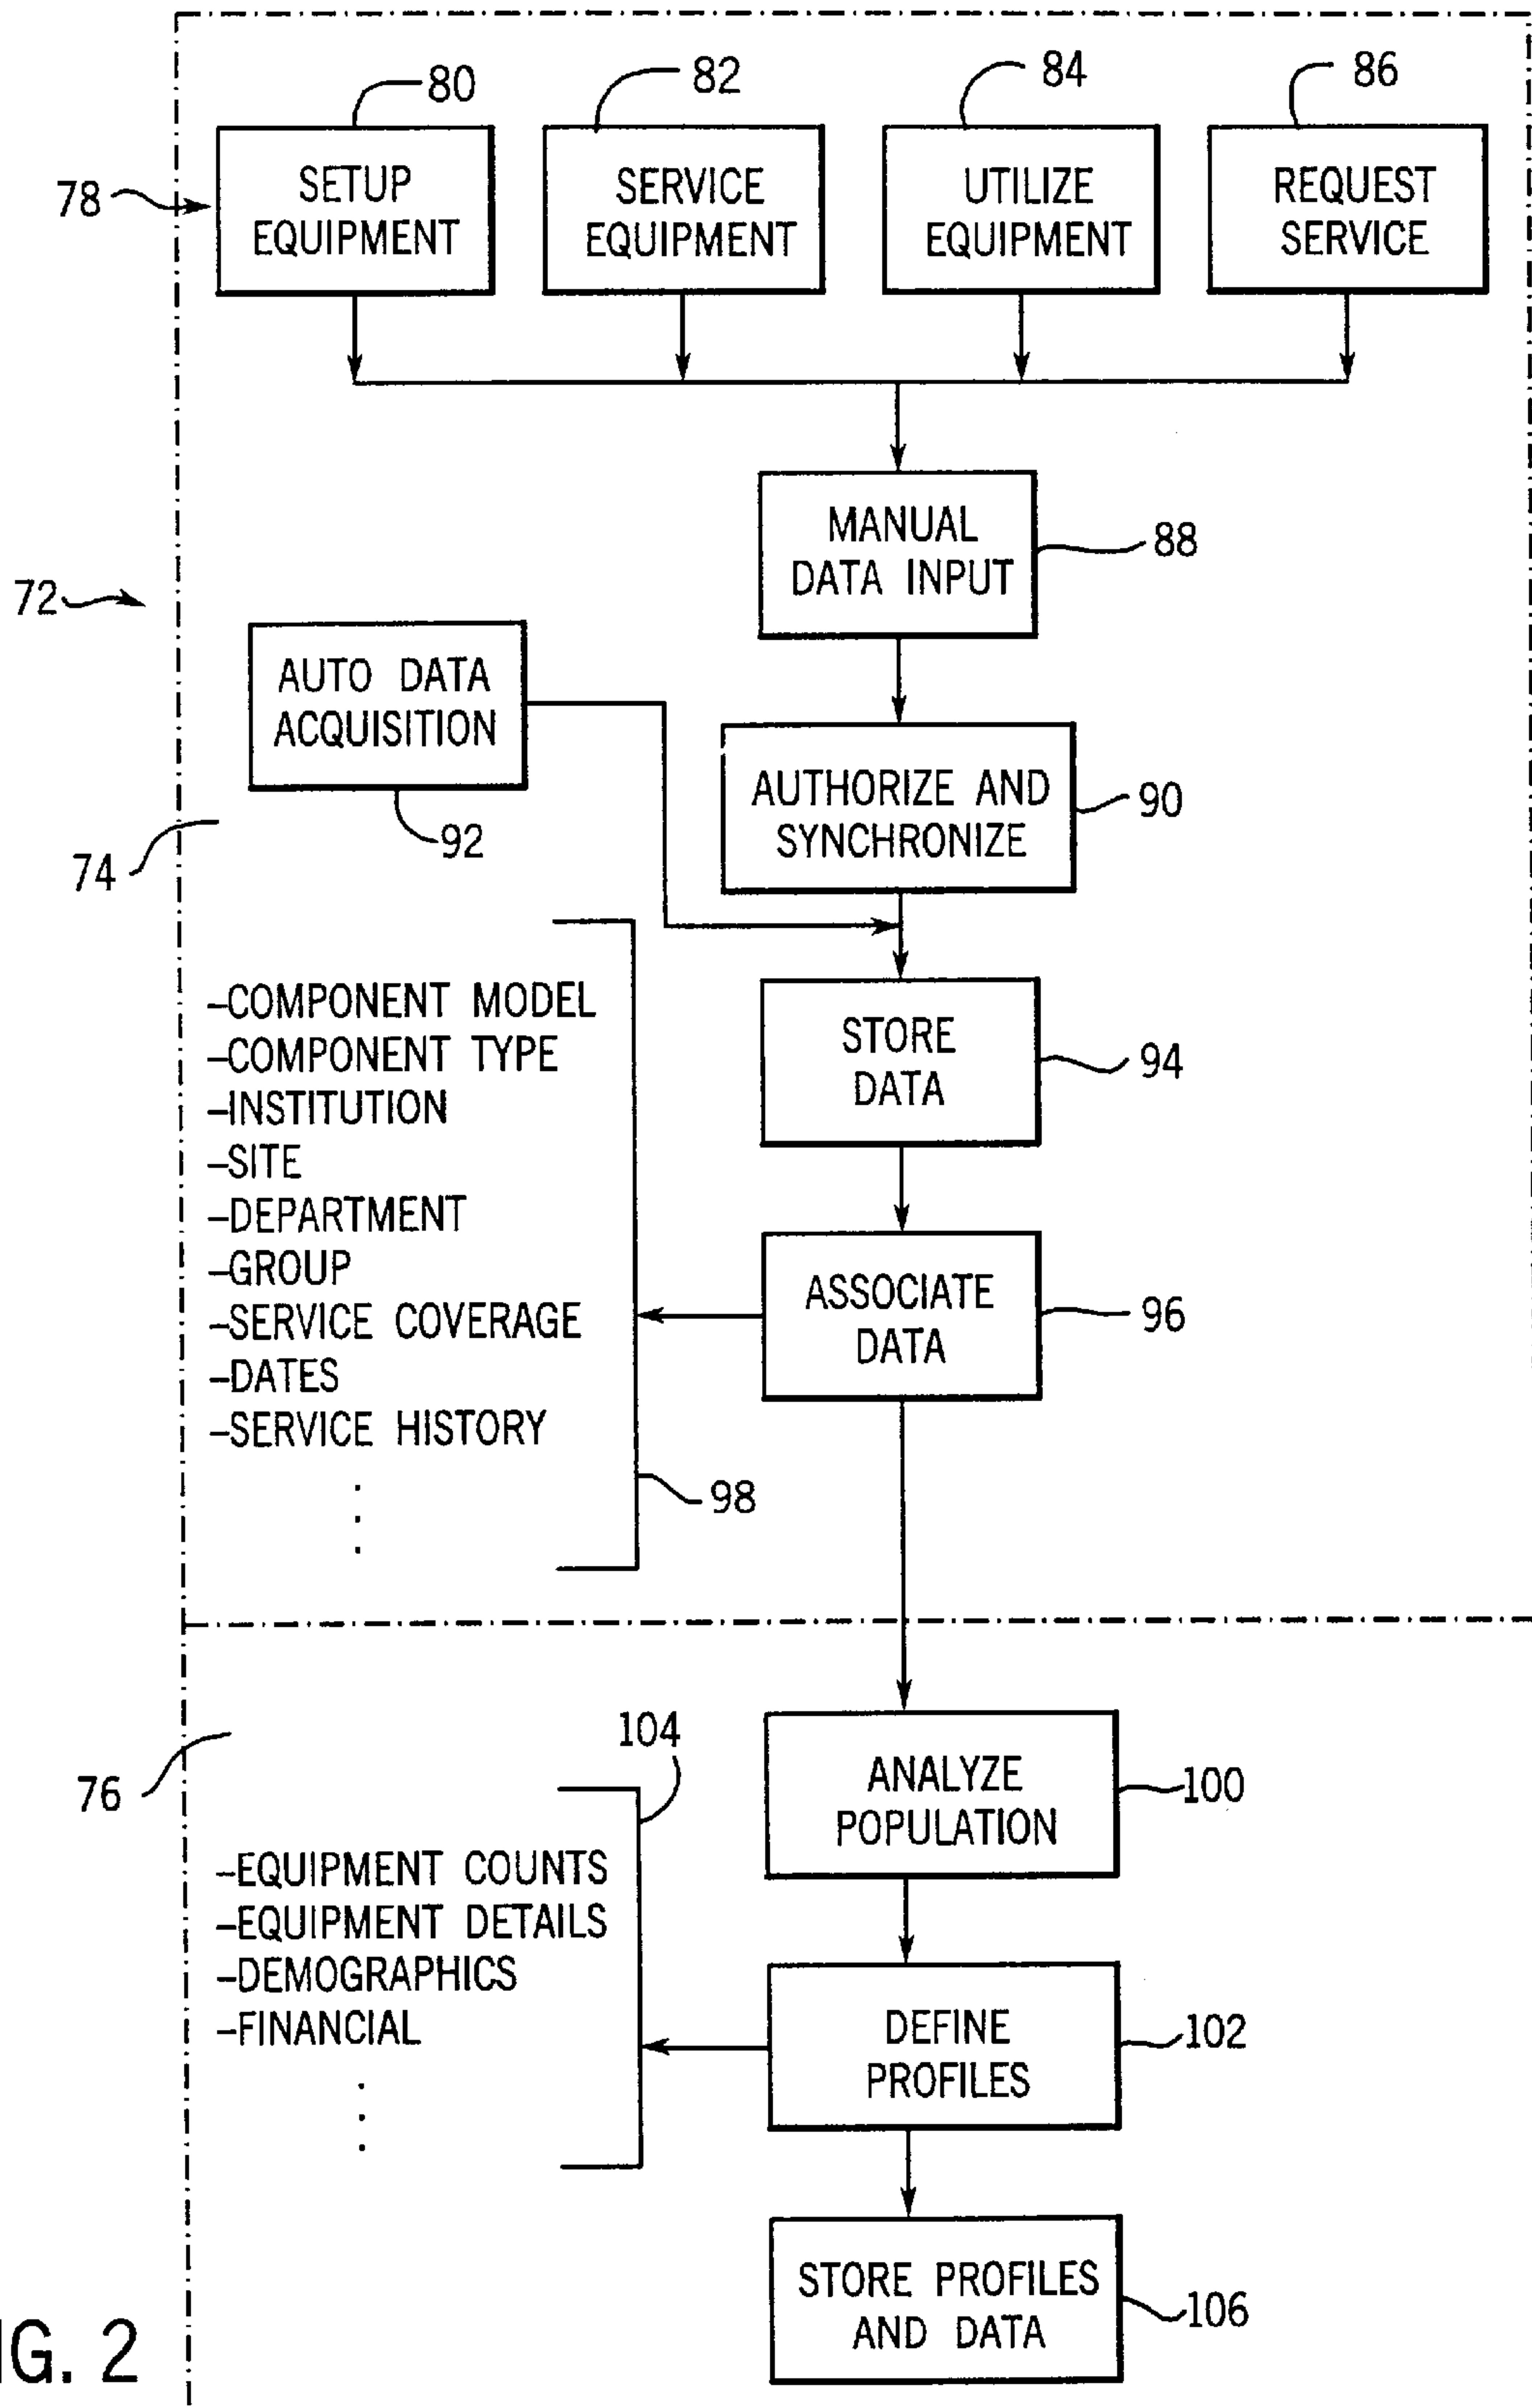 80
82
84
86
78
SETUP
EQUIPMENT
SERVICE
EQUIPMENT
UTILIZE
EQUIPMENT
REQUEST
SERVICE
MANUAL
DATA INPUT
88
72
AUTO DATA
ACQUISITION
92
AUTHORIZE AND
SYNCHRONIZE
90
74
-COMPONENT MODEL
-COMPONENT TYPE
-INSTITUTION
-SITE
-DEPARTMENT
-GROUP
-SERVICE COVERAGE
-DATES
-SERVICE HISTORY
98
STORE
DATA
94
ASSOCIATE
DATA
96
76
104
ANALYZE
POPULATION
100
-EQUIPMENT COUNTS
-EQUIPMENT DETAILS
-DEMOGRAPHICS
-FINANCIAL
DEFINE
PROFILES
102
STORE PROFILES
AND DATA
106
IG. 2